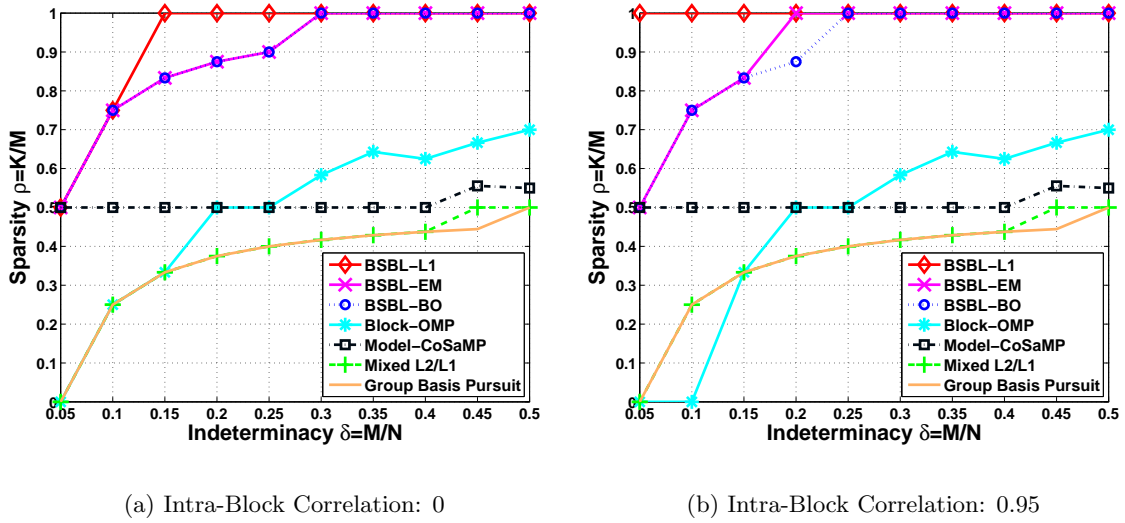 1
0.9
0.8
0.7
0.6
0.5
0.4
0.3
0.2
0.1
0
0.05 0.1 0.15 0.2 0.25 0.3 0.35 0.4 0.45 0.5
Sparsity ρ=K/M
Indeterminacy δ=M/N
BSBL−L1
BSBL−EM
BSBL−BO
Block−OMP
Model−CoSaMP
Mixed L2/L1
Group Basis Pursuit
(a) Intra-Block Correlation: 0
1
0.9
0.8
0.7
0.6
0.5
0.4
0.3
0.2
0.1
0
0.05 0.1 0.15 0.2 0.25 0.3 0.35 0.4 0.45 0.5
Sparsity ρ=K/M
Indeterminacy δ=M/N
BSBL−L1
BSBL−EM
BSBL−BO
Block−OMP
Model−CoSaMP
Mixed L2/L1
Group Basis Pursuit
(b) Intra-Block Correlation: 0.95